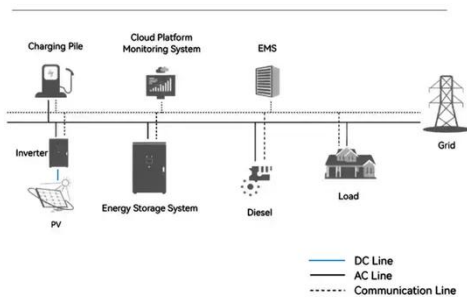 Charging Pile
Cloud Platform
Monitoring System
EMS
Grid
Inverter
PV
Energy Storage System
Diesel
Load
DC Line
AC Line
Communication Line